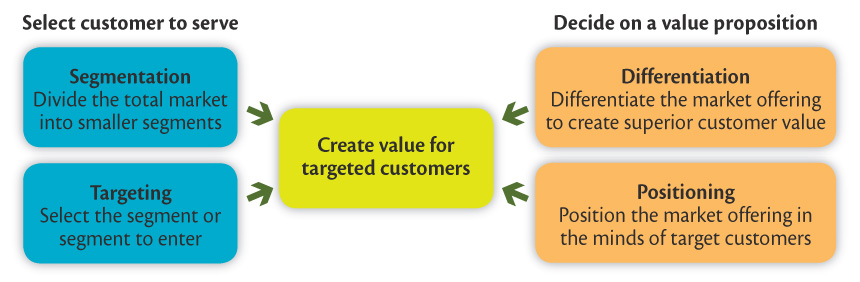 Select customer to serve
Segmentation
Divide the total market
into smaller segments
Targeting
Select the segment or
segment to enter
Create value for
targeted customers
Decide on a value proposition
Differentiation
Differentiate the market offering
to create superior customer value
Positioning
Position the market offering in
the minds of target customers